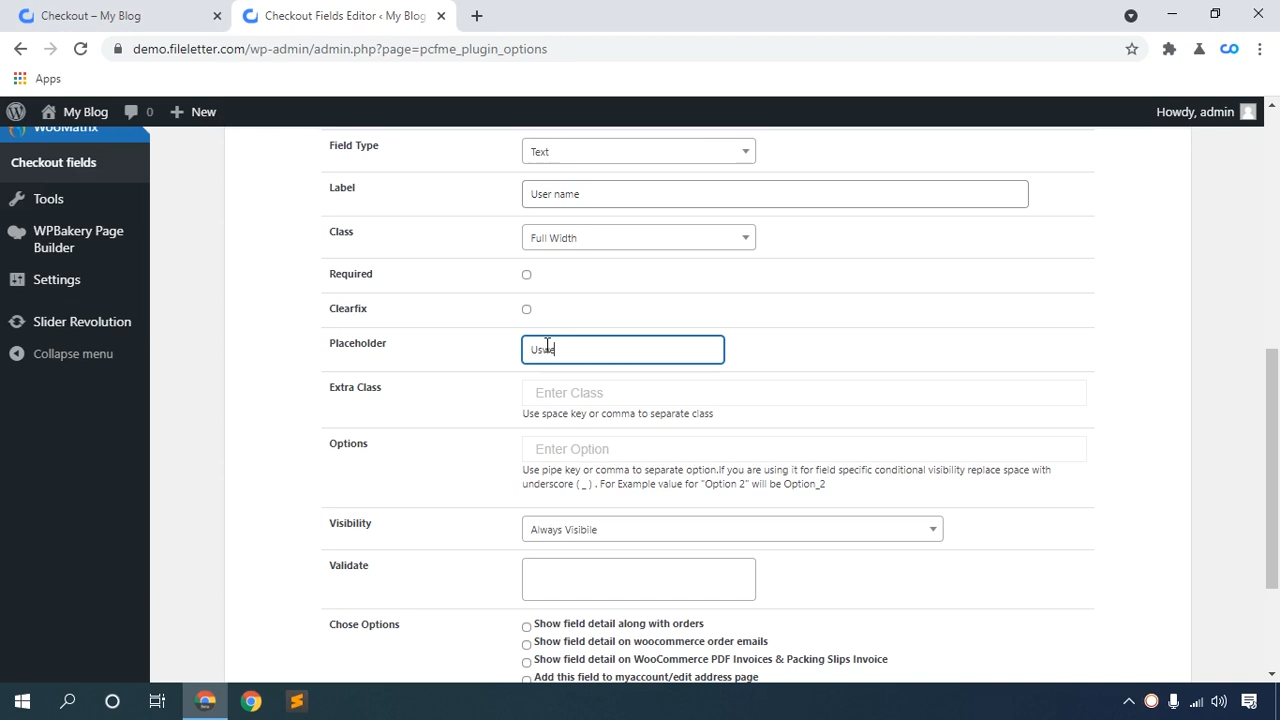 Checkout – My Blog
Checkout Fields Editor ‹ My Blog
demo.fileletter.com/wp-admin/admin.php?page=pcfme_plugin_options
Apps
My Blog 0 New Howdy, admin
WooMatrix
Checkout fields
Tools
WPBakery Page
Builder
Settings
Slider Revolution
Collapse menu
Field Type Text
Label User name
Class Full Width
Required
Clearfix
Placeholder Uswe
Extra Class Enter Class
Use space key or comma to separate class
Options Enter Option
Use pipe key or comma to separate option.If you are using it for field specific conditional visibility replace space with
underscore ( _ ) . For Example value for "Option 2" will be Option_2
Visibility Always Visibile
Validate
Chose Options Show field detail along with orders
Show field detail on woocommerce order emails
Show field detail on WooCommerce PDF Invoices & Packing Slips Invoice
Add this field to myaccount/edit address page